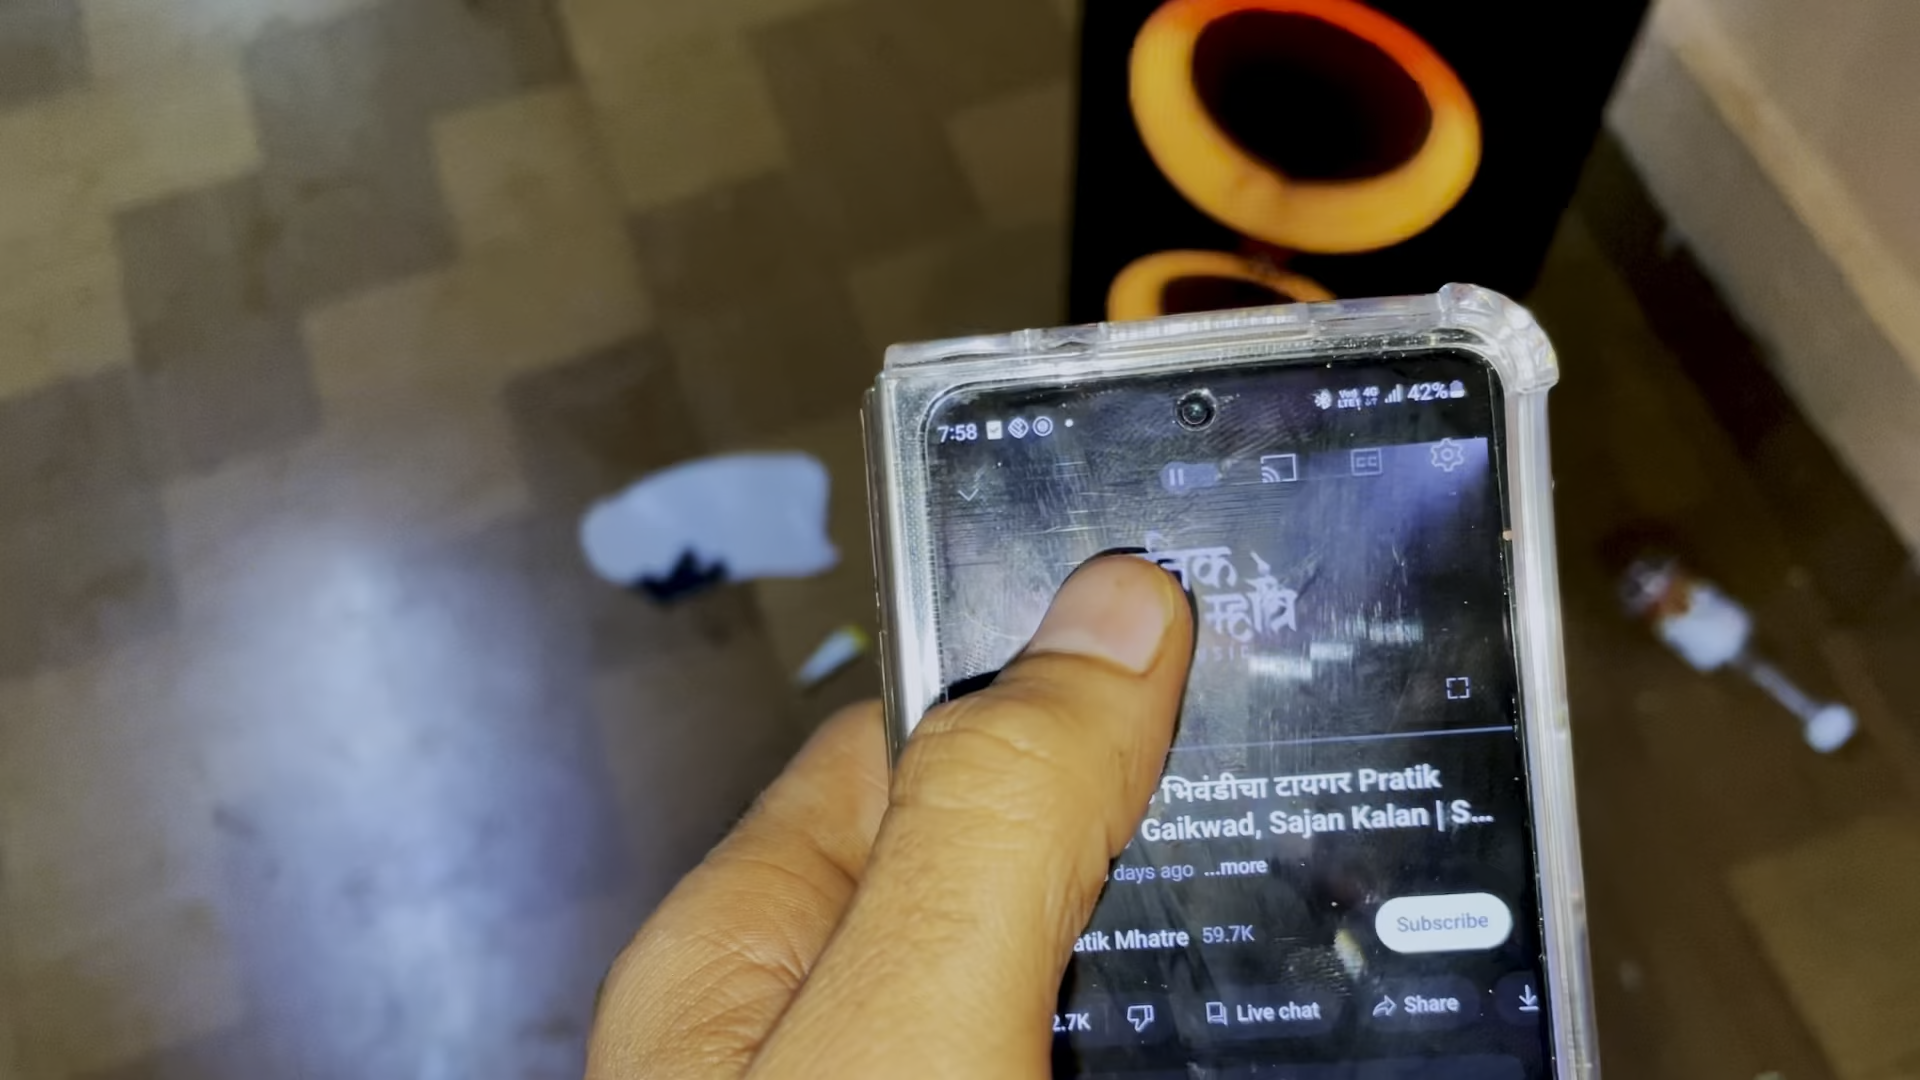 7:58
42%
CC
म्हात्रे
भिवंडीचा टायगर Pratik
Gaikwad, Sajan Kalan | S...
days ago ...more
atik Mhatre 59.7K
Subscribe
2.7K
Live chat
Share